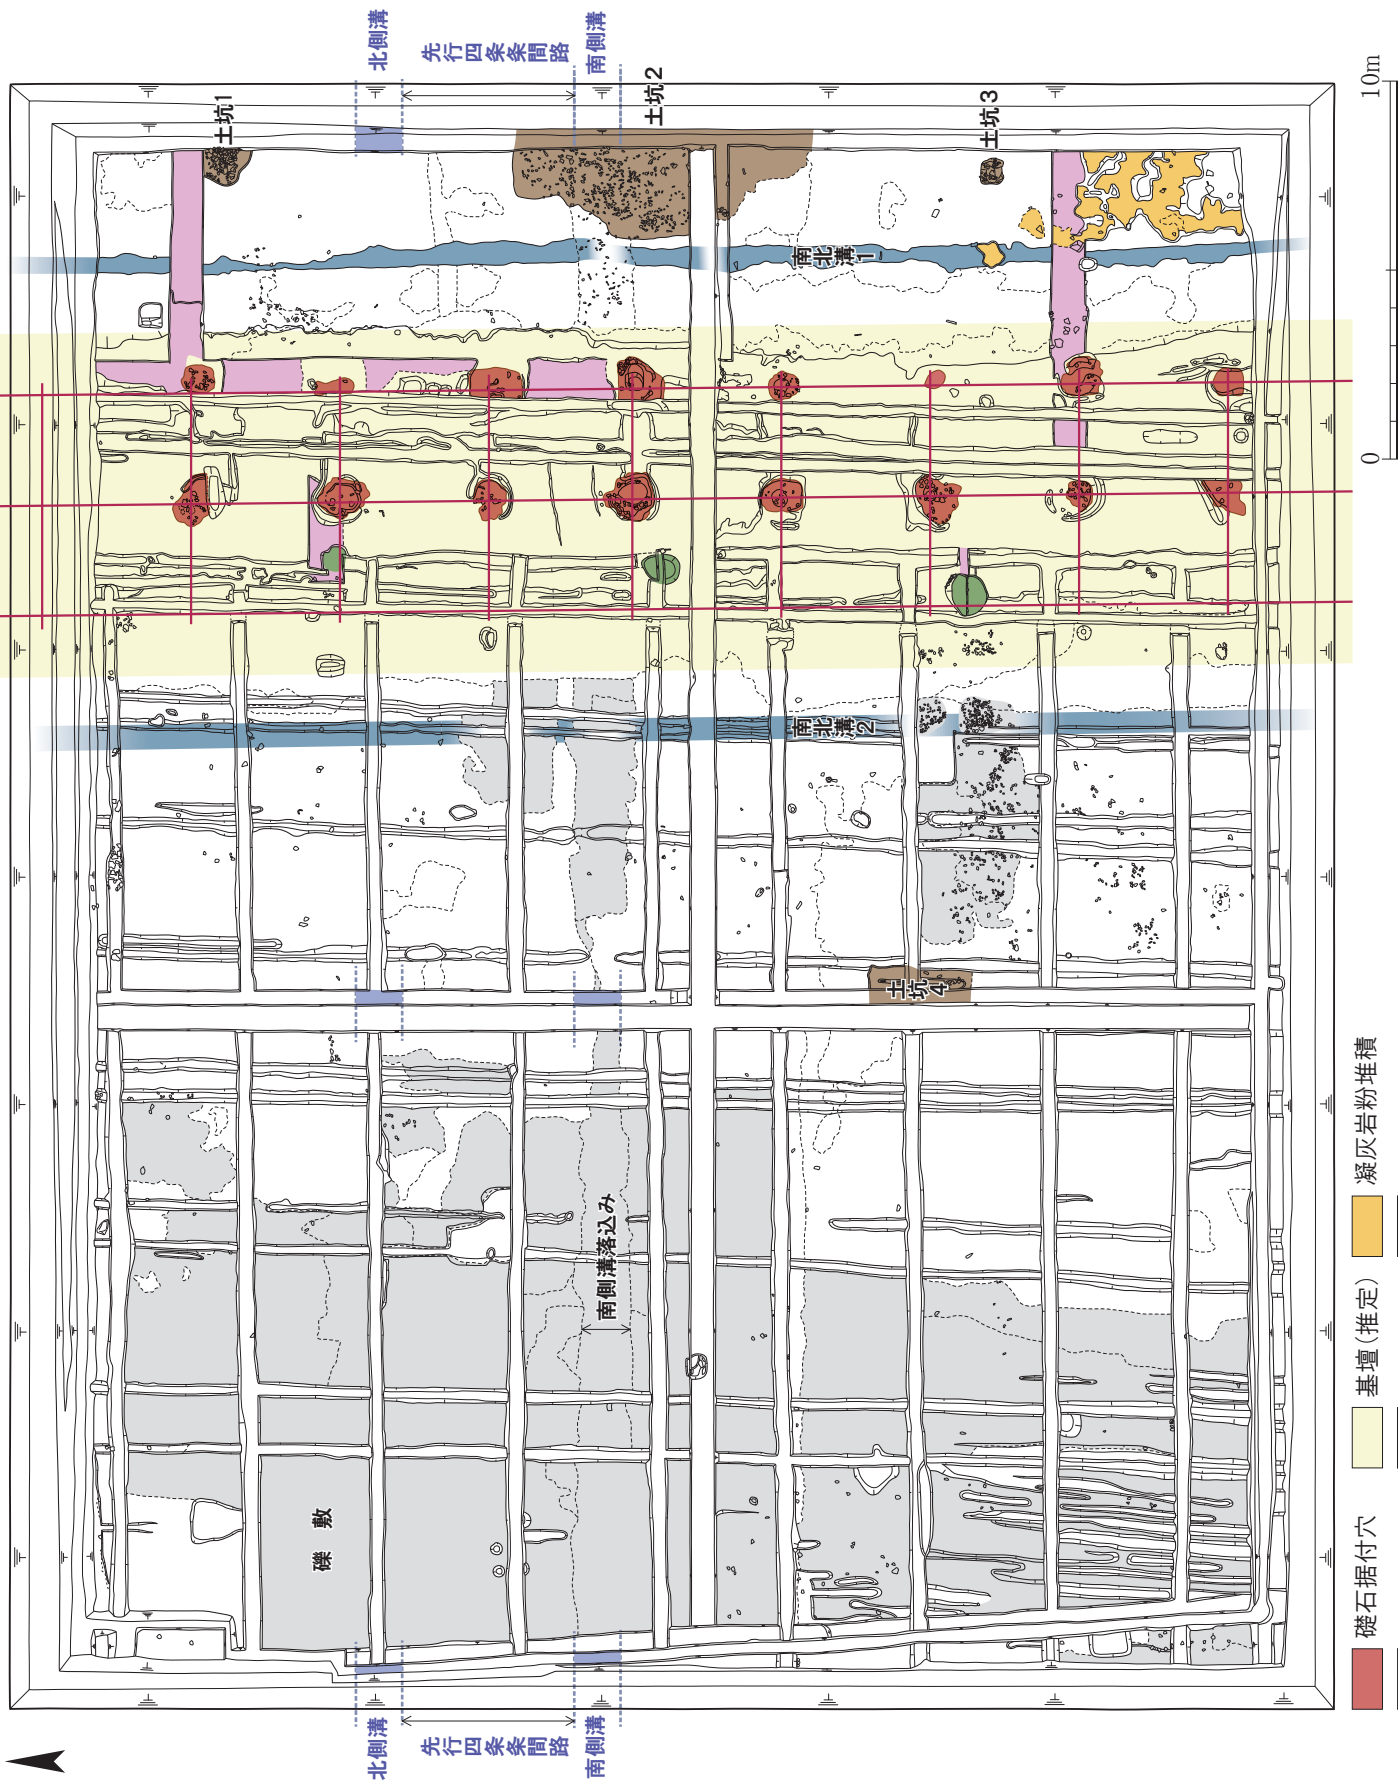 北側溝
先行四条条間路
南側溝
土坑1
土坑2
土坑3
南北溝1
南北溝2
土坑4
南側溝落込み
礫敷
北側溝
先行四条条間路
南側溝
礎石据付穴
基壇(推定)
凝灰岩粉堆積
0
10m